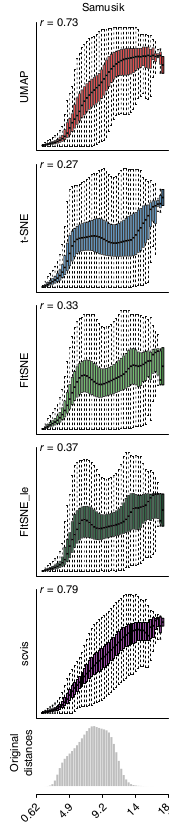 Samusik
r = 0.73
UMAP
r = 0.27
t-SNE
r = 0.33
FItSNE
r = 0.37
FItSNE_le
r = 0.79
scvis
Original
distances
0.62 4.9 9.2 14 18